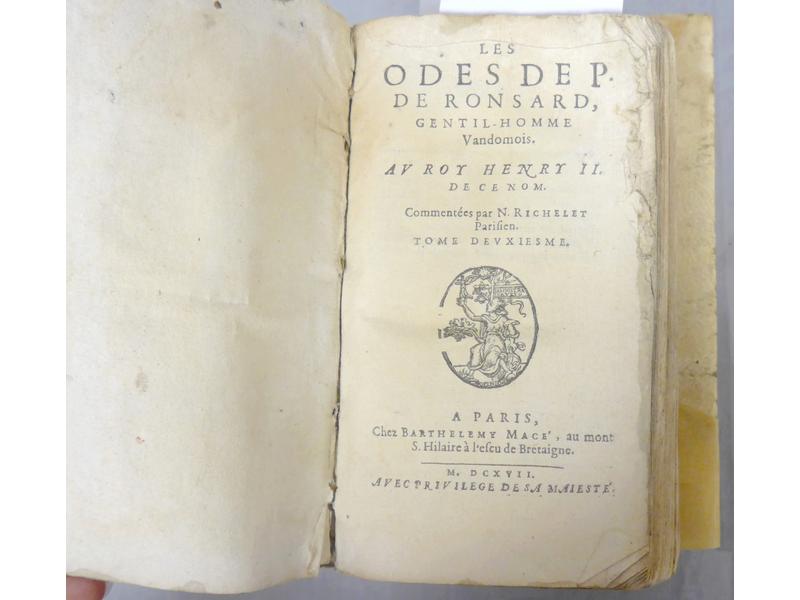 LES
ODES DE P.
DE RONSARD,
GENTIL-HOMME
Vandomois.
AV ROY HENRY II.
DE CE NOM.
Commentées par N. RICHELET
Parisien.
TOME DEVXIESME.
A PARIS,
Chez BARTHELEMY MACE', au mont
S. Hilaire à l'escu de Bretaigne.
M. DCXVII.
AVEC PRIVILEGE DE SA MAIESTÉ.